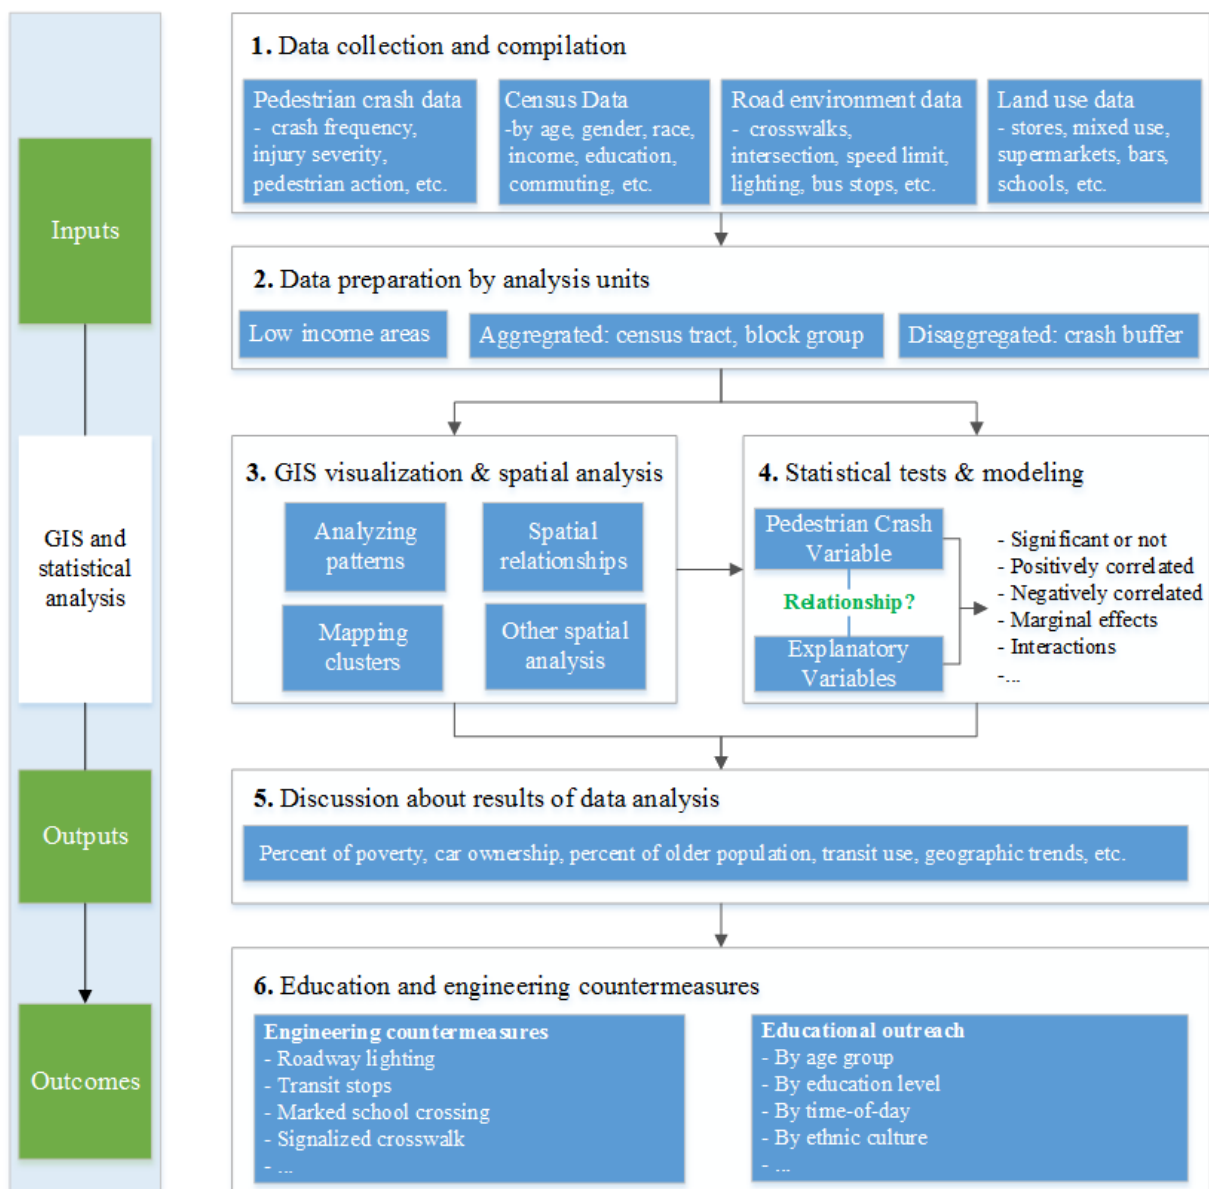 1. Data collection and compilation
Pedestrian crash data
- crash frequency,
injury severity,
pedestrian action, etc.
Census Data
-by age, gender, race,
income, education,
commuting, etc.
Road environment data
- crosswalks,
intersection, speed limit,
lighting, bus stops, etc.
Land use data
- stores, mixed use,
supermarkets, bars,
schools, etc.
Inputs
2. Data preparation by analysis units
Low income areas
Aggregrated: census tract, block group
Disaggregated: crash buffer
GIS and
statistical
analysis
3. GIS visualization & spatial analysis
Analyzing
patterns
Spatial
relationships
Mapping
clusters
Other spatial
analysis
4. Statistical tests & modeling
Pedestrian Crash
Variable
Relationship?
Explanatory
Variables
- Significant or not
- Positively correlated
- Negatively correlated
- Marginal effects
- Interactions
-...
Outputs
5. Discussion about results of data analysis
Percent of poverty, car ownership, percent of older population, transit use, geographic trends, etc.
Outcomes
6. Education and engineering countermeasures
Engineering countermeasures
- Roadway lighting
- Transit stops
- Marked school crossing
- Signalized crosswalk
- ...
Educational outreach
- By age group
- By education level
- By time-of-day
- By ethnic culture
- ...